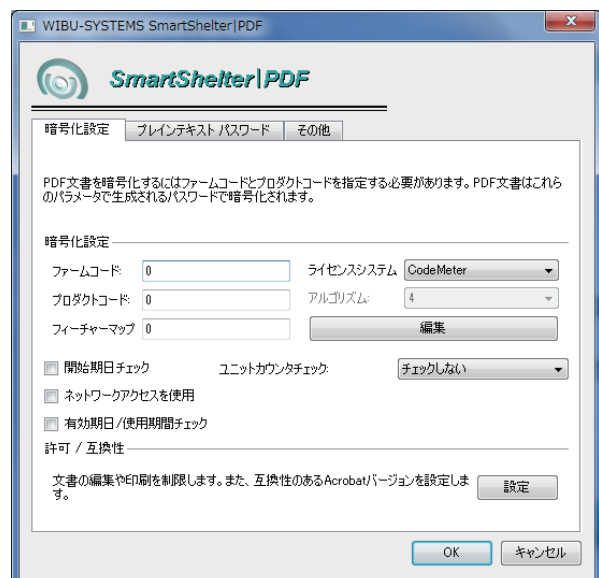 WIBU-SYSTEMS SmartShelter|PDF
SmartShelter|PDF
暗号化設定 プレインテキスト パスワード その他
PDF文書を暗号化するにはファームコードとプロダクトコードを指定する必要があります。PDF文書はこれら
のパラメータで生成されるパスワードで暗号化されます。
暗号化設定
ファームコード: 0 ライセンスシステム CodeMeter
プロダクトコード: 0 アルゴリズム: 4
フィーチャーマップ 0 編集
開始期日チェック ユニットカウンタチェック: チェックしない
ネットワークアクセスを使用
有効期日/使用期間チェック
許可 / 互換性
文書の編集や印刷を制限します。また、互換性のあるAcrobatバージョンを設定しま
す。 設定
OK キャンセル